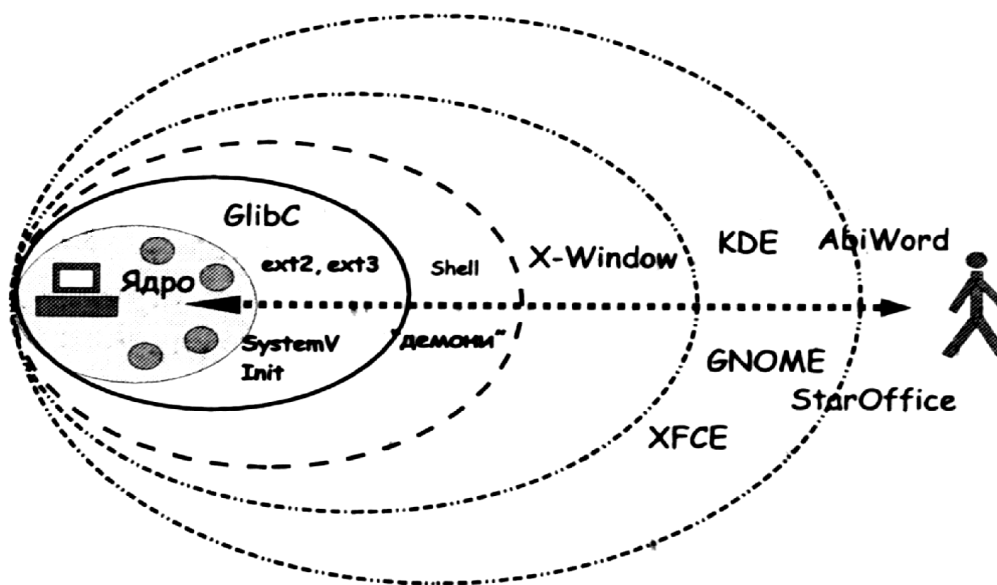 GlibC
Ядро
ext2, ext3
Shell
X-Window
KDE
AbiWord
SystemV
Init
"демони"
GNOME
StarOffice
XFCE